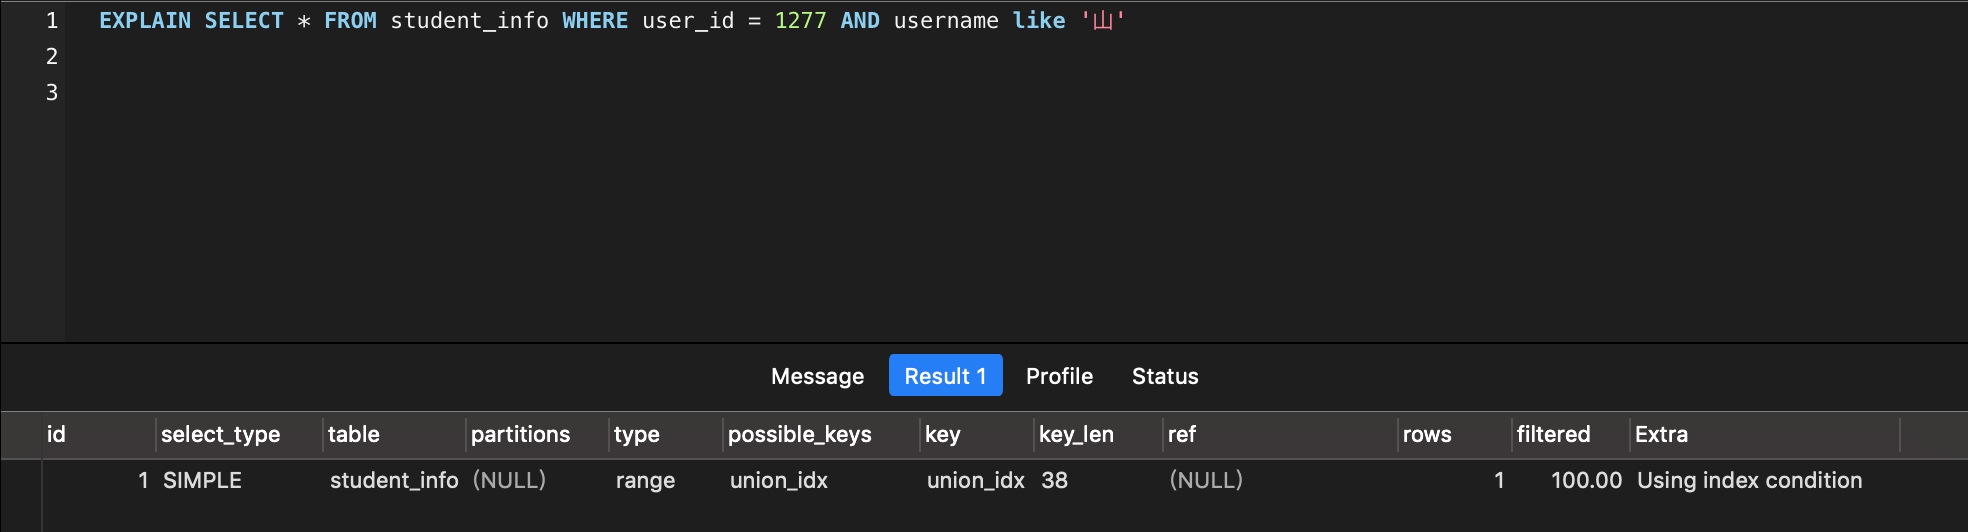 1 EXPLAIN SELECT * FROM student_info WHERE user_id = 1277 AND username like '山'
2
3
Message Result 1 Profile Status
id select_type table partitions type possible_keys key key_len ref rows filtered Extra
1 SIMPLE student_info (NULL) range union_idx union_idx 38 (NULL) 1 100.00 Using index condition